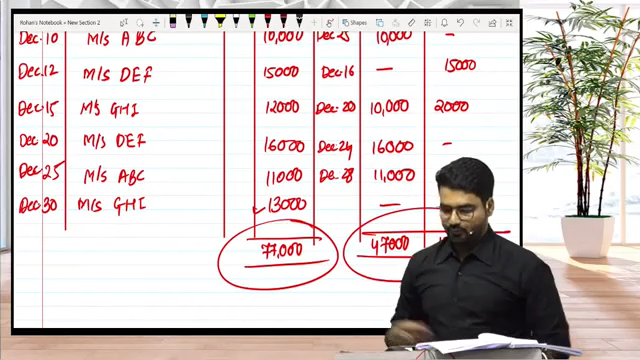 Rohan's Notebook › New Section 2
Shapes
Dec. 10 M/s ABC 10,000 Dec 25 10,000 —
Dec. 12 M/s DEF 15000 Dec 16 — 15000
Dec. 15 M/s GHI 12000 Dec. 20 10,000 2000
Dec. 20 M/s DEF 16000 Dec. 24 16000 -
Dec. 25 M/s ABC 11000 Dec. 28 11,000
Dec 30 M/s GHI 13000 —
77,000 47000